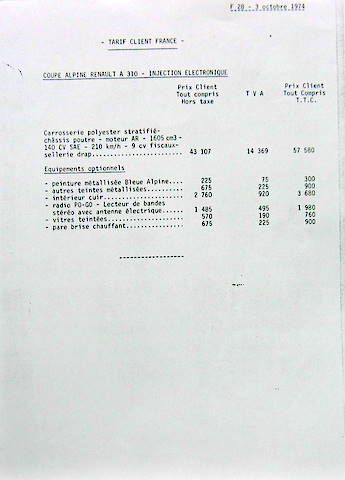 F 28 - 3 octobre 1974
- TARIF CLIENT FRANCE -
COUPE ALPINE RENAULT A 310 - INJECTION ELECTRONIQUE
Prix Client Tout compris Hors taxe
T V A
Prix Client Tout Compris T.T.C.
Carrosserie polyester stratifié-
châssis poutre - moteur AR - 1605 cm3 -
140 CV SAE - 210 km/h - 9 cv fiscaux-
sellerie drap.................... 43 107 14 369 57 560
Equipements optionnels
- peinture métallisée Bleue Alpine.... 225 75 300
- autres teintes métallisées.......... 675 225 900
- intérieur cuir...................... 2 760 920 3 680
- radio PO-GO - Lecteur de bandes
stéréo avec antenne électrique...... 1 485 495 1 980
- vitres teintées..................... 570 190 760
- pare brise chauffant................ 675 225 900